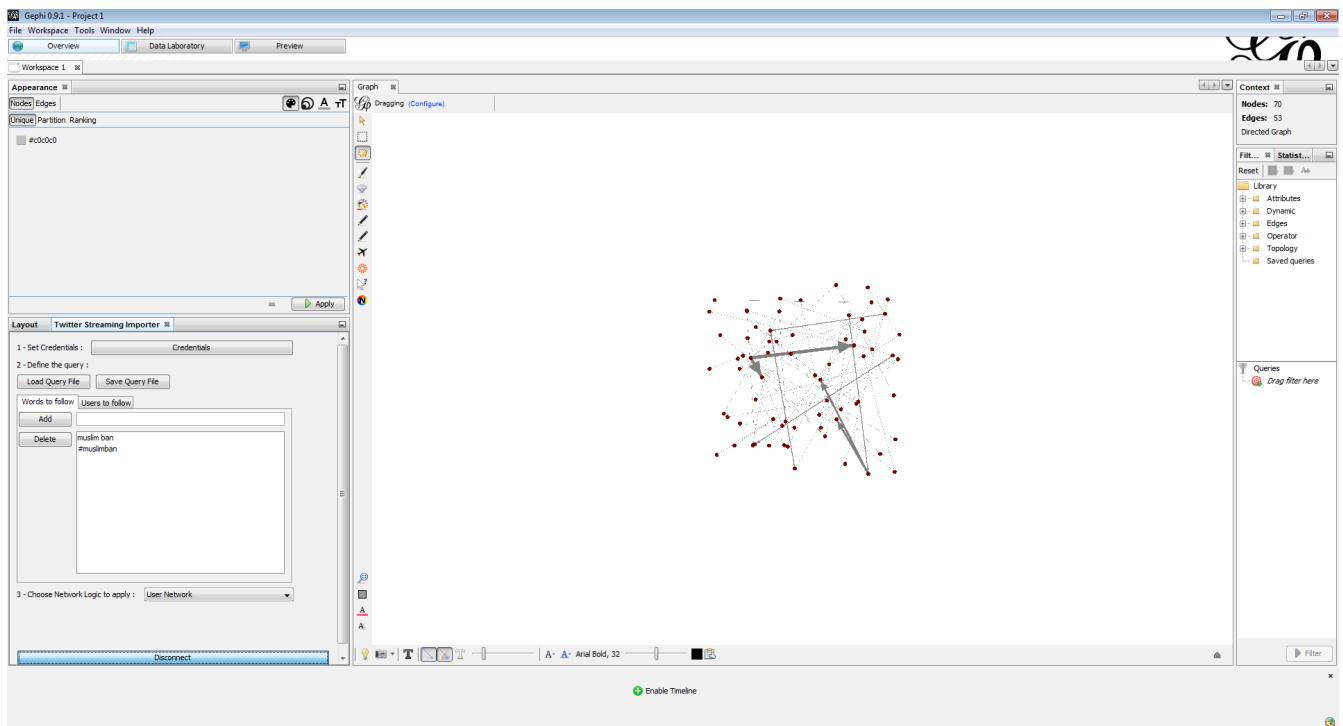 Gephi 0.9.1 - Project 1
File Workspace Tools Window Help
Overview Data Laboratory Preview
Workspace 1
Appearance
Nodes Edges
Unique Partition Ranking
#c0c0c0
Apply
Layout Twitter Streaming Importer
1 - Set Credentials : Credentials
2 - Define the query :
Load Query File Save Query File
Words to follow Users to follow
Add
Delete
muslim ban
#muslimban
3 - Choose Network Logic to apply : User Network
Disconnect
Graph
Dragging (Configure)
A- A- Arial Bold, 32
Enable Timeline
Context
Nodes: 70
Edges: 53
Directed Graph
Filt... Statist...
Reset
Library
Attributes
Dynamic
Edges
Operator
Topology
Saved queries
Queries
Drag filter here
Filter